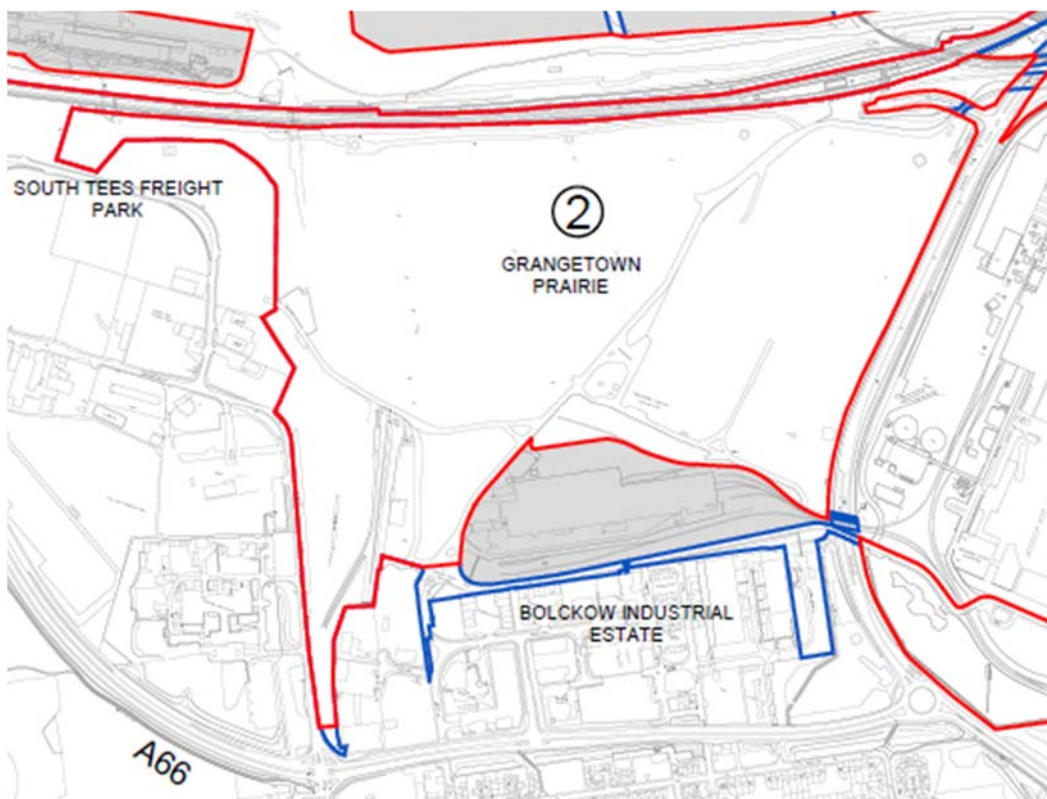 SOUTH TEES FREIGHT
PARK
2
GRANGETOWN
PRAIRIE
BOLCKOW INDUSTRIAL
ESTATE
A66